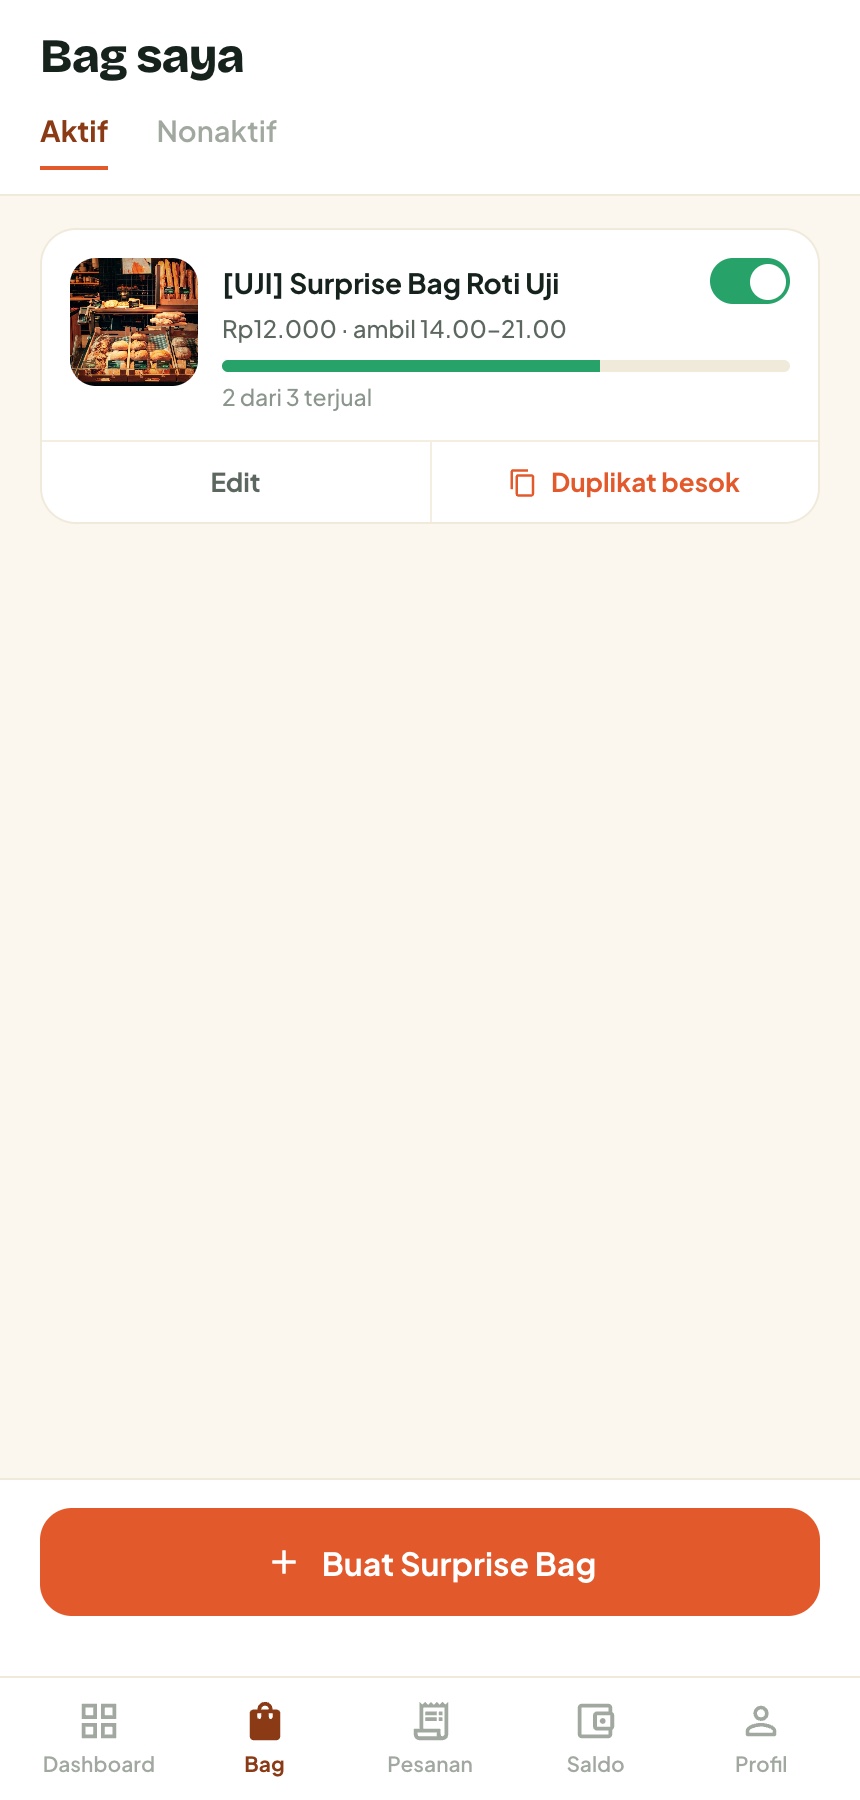 Bag saya
Aktif
Nonaktif
[UJI] Surprise Bag Roti Uji
Rp12.000 · ambil 14.00–21.00
2 dari 3 terjual
Edit
Duplikat besok
Buat Surprise Bag
Dashboard
Bag
Pesanan
Saldo
Profil